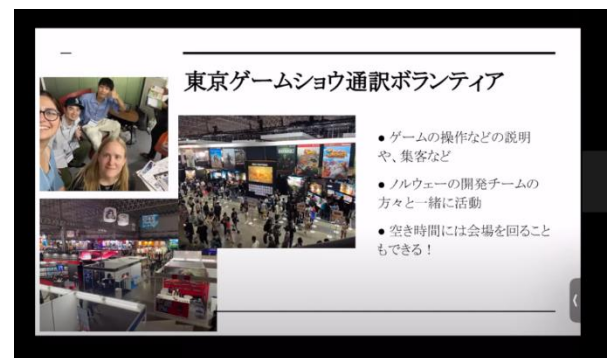 東京ゲームショウ通訳ボランティア
● ゲームの操作などの説明
や、集客など
● ノルウェーの開発チームの
方々と一緒に活動
● 空き時間には会場を回ること
もできる！